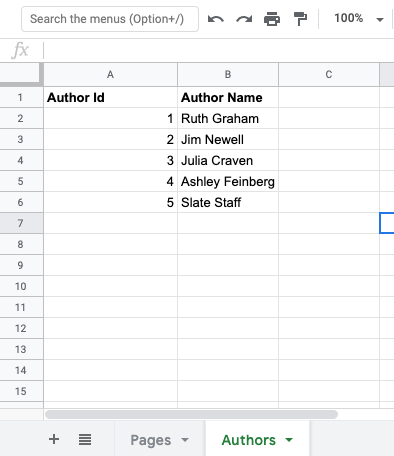 Search the menus (Option+/) 100%
fx
A B C
1 Author Id Author Name
2 1 Ruth Graham
3 2 Jim Newell
4 3 Julia Craven
5 4 Ashley Feinberg
6 5 Slate Staff
7
8
9
10
11
12
13
14
15
+ Pages Authors